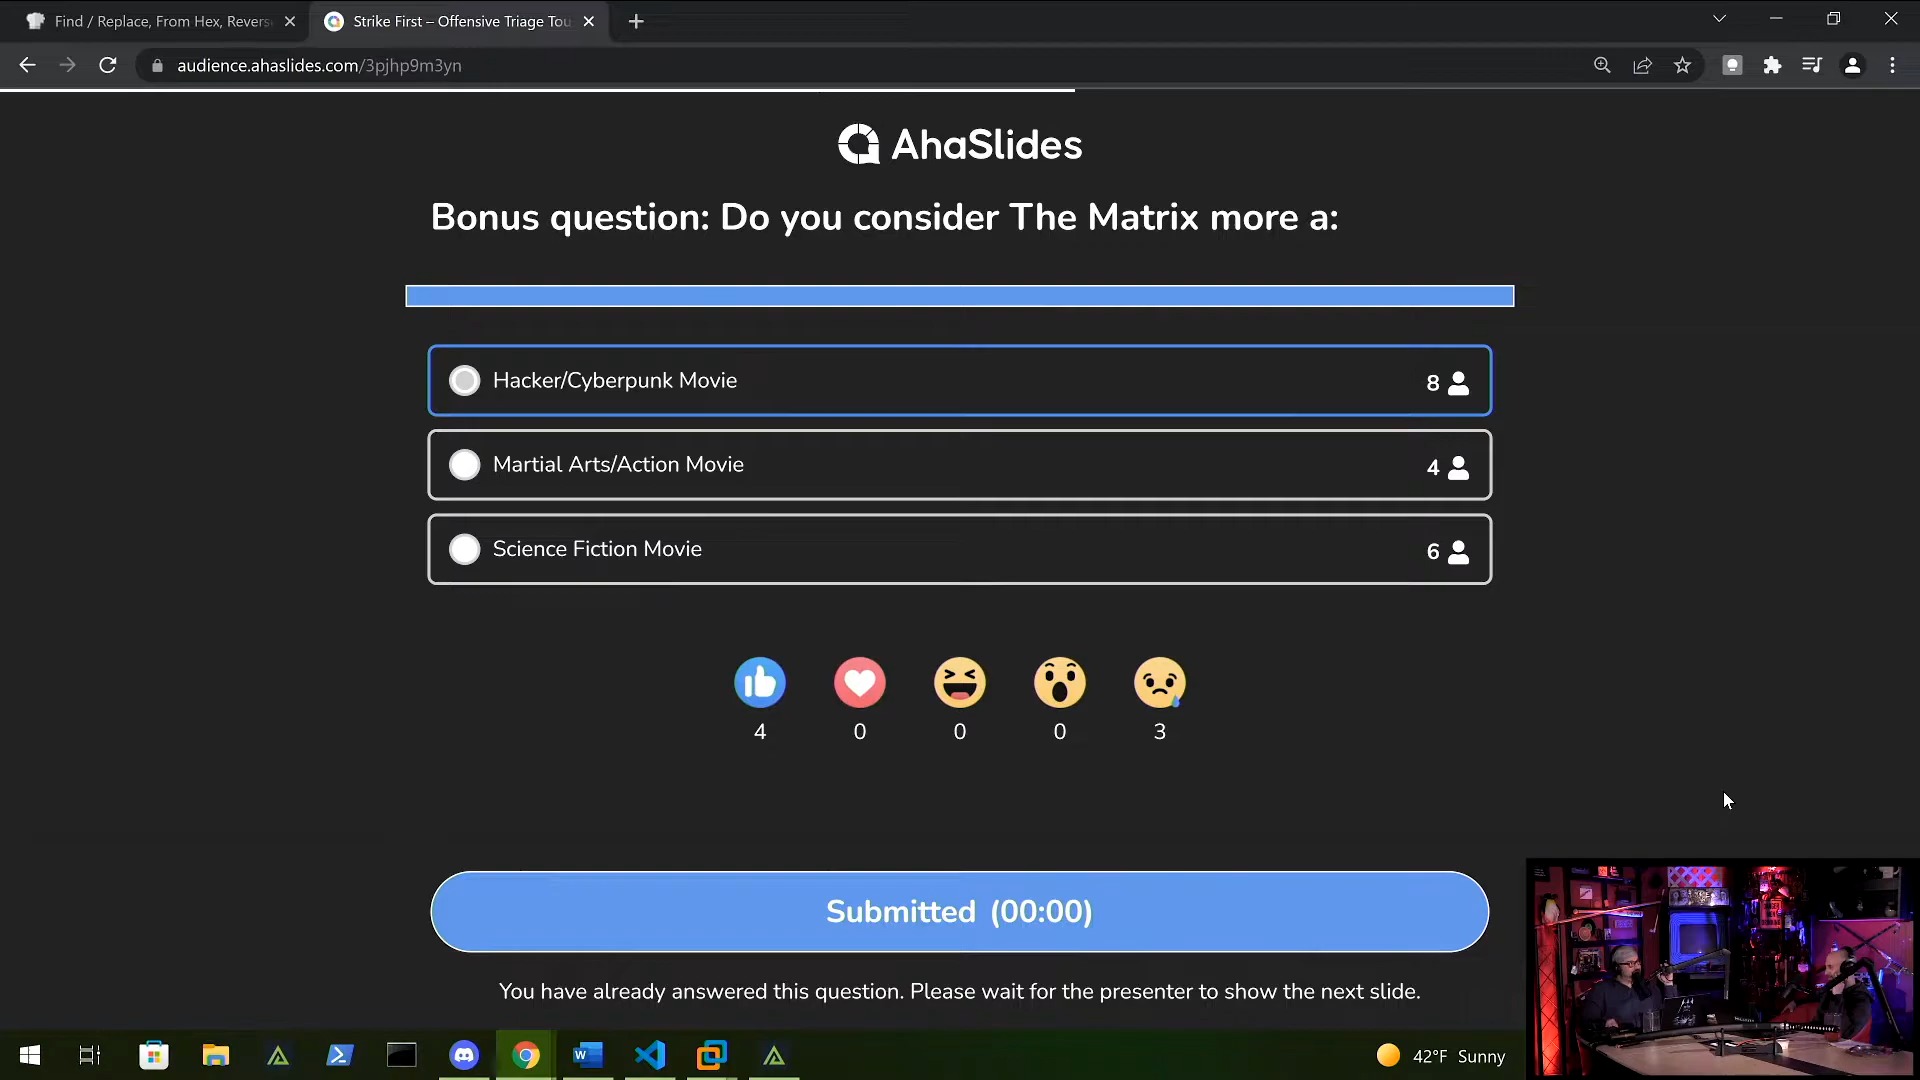 Find / Replace, From Hex, Revers
Strike First – Offensive Triage Tou
audience.ahaslides.com/3pjhp9m3yn
AhaSlides
Bonus question: Do you consider The Matrix more a:
Hacker/Cyberpunk Movie
8
Martial Arts/Action Movie
4
Science Fiction Movie
6
4
0
0
0
3
Submitted (00:00)
You have already answered this question. Please wait for the presenter to show the next slide.
42°F Sunny